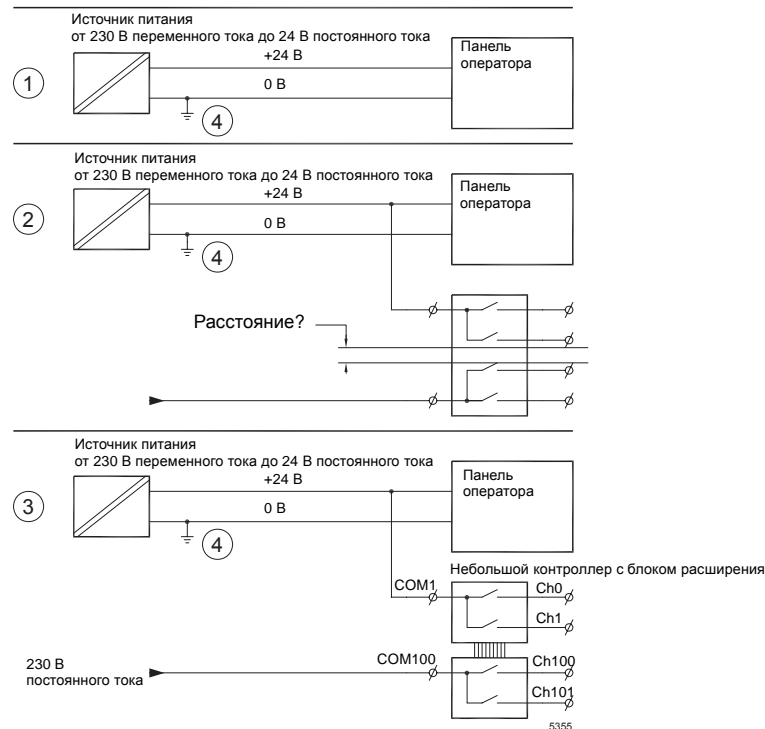 Источник питания
от 230 В переменного тока до 24 В постоянного тока
+24 В
Панель
оператора
1
0 В
4
Источник питания
от 230 В переменного тока до 24 В постоянного тока
+24 В
Панель
оператора
2
0 В
4
Расстояние?
Источник питания
от 230 В переменного тока до 24 В постоянного тока
+24 В
Панель
оператора
3
0 В
4
Небольшой контроллер с блоком расширения
COM1
Ch0
Ch1
230 В
постоянного тока
COM100
Ch100
Ch101
5355